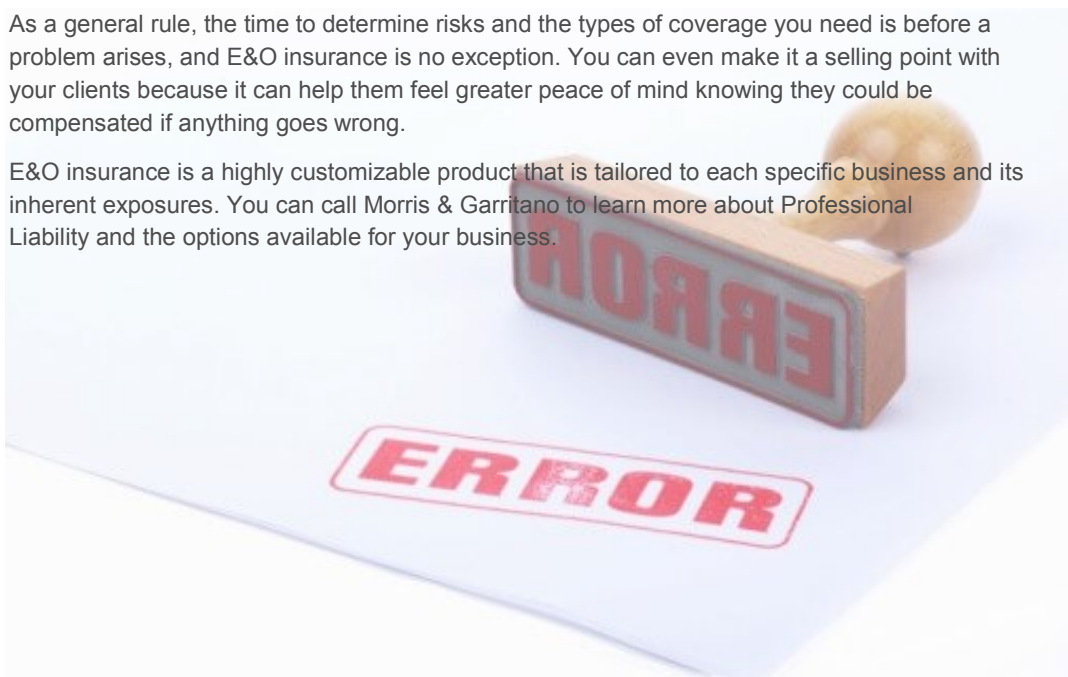 As a general rule, the time to determine risks and the types of coverage you need is before a
problem arises, and E&O insurance is no exception. You can even make it a selling point with
your clients because it can help them feel greater peace of mind knowing they could be
compensated if anything goes wrong.
E&O insurance is a highly customizable product that is tailored to each specific business and its
inherent exposures. You can call Morris & Garritano to learn more about Professional
Liability and the options available for your business.
ERROR
ERROR